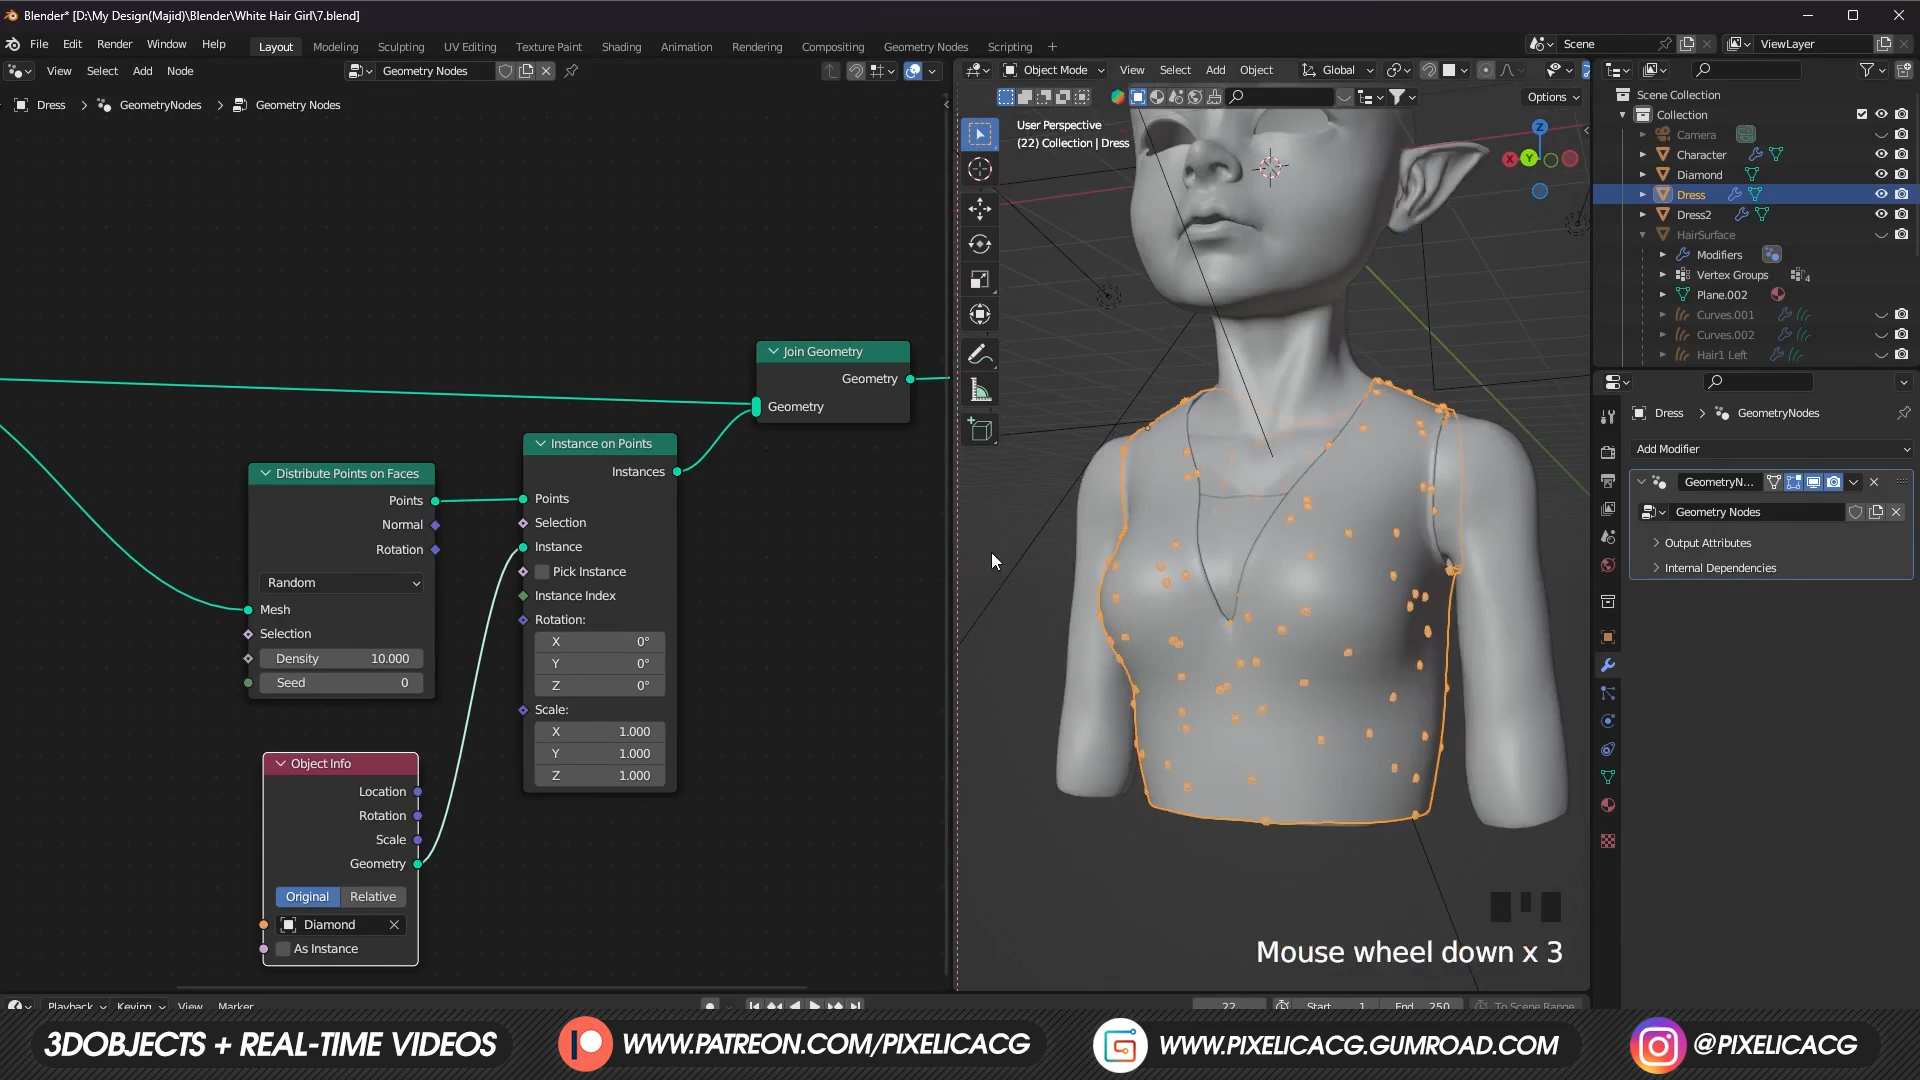 Blender* [D:\My Design(Majid)\Blender\White Hair Girl\7.blend]
File Edit Render Window Help Layout Modeling Sculpting UV Editing Texture Paint Shading Animation Rendering Compositing Geometry Nodes Scripting + Scene ViewLayer
View Select Add Node Geometry Nodes Object Mode View Select Add Object Global
Dress > GeometryNodes > Geometry Nodes
Options
User Perspective
(22) Collection | Dress
Z
X
Y
Scene Collection
Collection
Camera
Character
Diamond
Dress
Dress2
HairSurface
Modifiers
Vertex Groups 4
Plane.002
Curves.001
Curves.002
Hair1 Left
Join Geometry
Geometry
Geometry
Instance on Points
Instances
Points
Selection
Instance
Pick Instance
Instance Index
Rotation:
X 0°
Y 0°
Z 0°
Scale:
X 1.000
Y 1.000
Z 1.000
Distribute Points on Faces
Points
Normal
Rotation
Random
Mesh
Selection
Density 10.000
Seed 0
Object Info
Location
Rotation
Scale
Geometry
Original Relative
Diamond
As Instance
Dress > GeometryNodes
Add Modifier
GeometryN...
Geometry Nodes
Output Attributes
Internal Dependencies
Mouse wheel down x 3
Playback Keying View Marker 22 Start 1 End 250 To Scene Range
3DOBJECTS + REAL-TIME VIDEOS WWW.PATREON.COM/PIXELICACG WWW.PIXELICACG.GUMROAD.COM @PIXELICACG